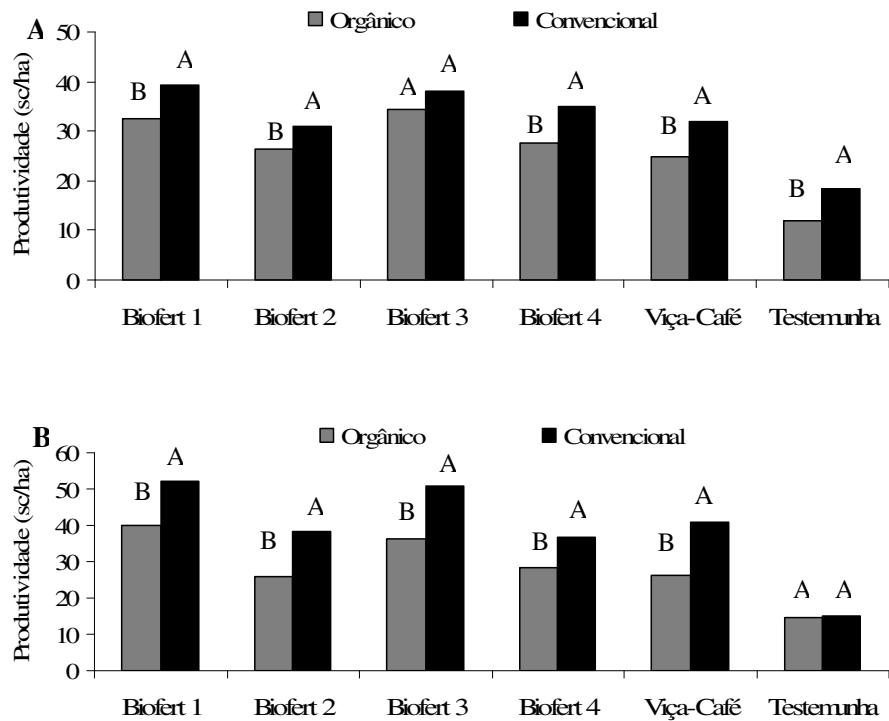 A
Orgânico Convencional
Produtividade (sc/ha)
50
40
30
20
10
0
B A B A A A B A B A B A
Biofert 1 Biofert 2 Biofert 3 Biofert 4 Viça-Café Testemunha
B
Orgânico Convencional
Produtividade (sc/ha)
60
50
40
30
20
10
0
B A B A B A B A B A A A
Biofert 1 Biofert 2 Biofert 3 Biofert 4 Viça-Café Testemunha